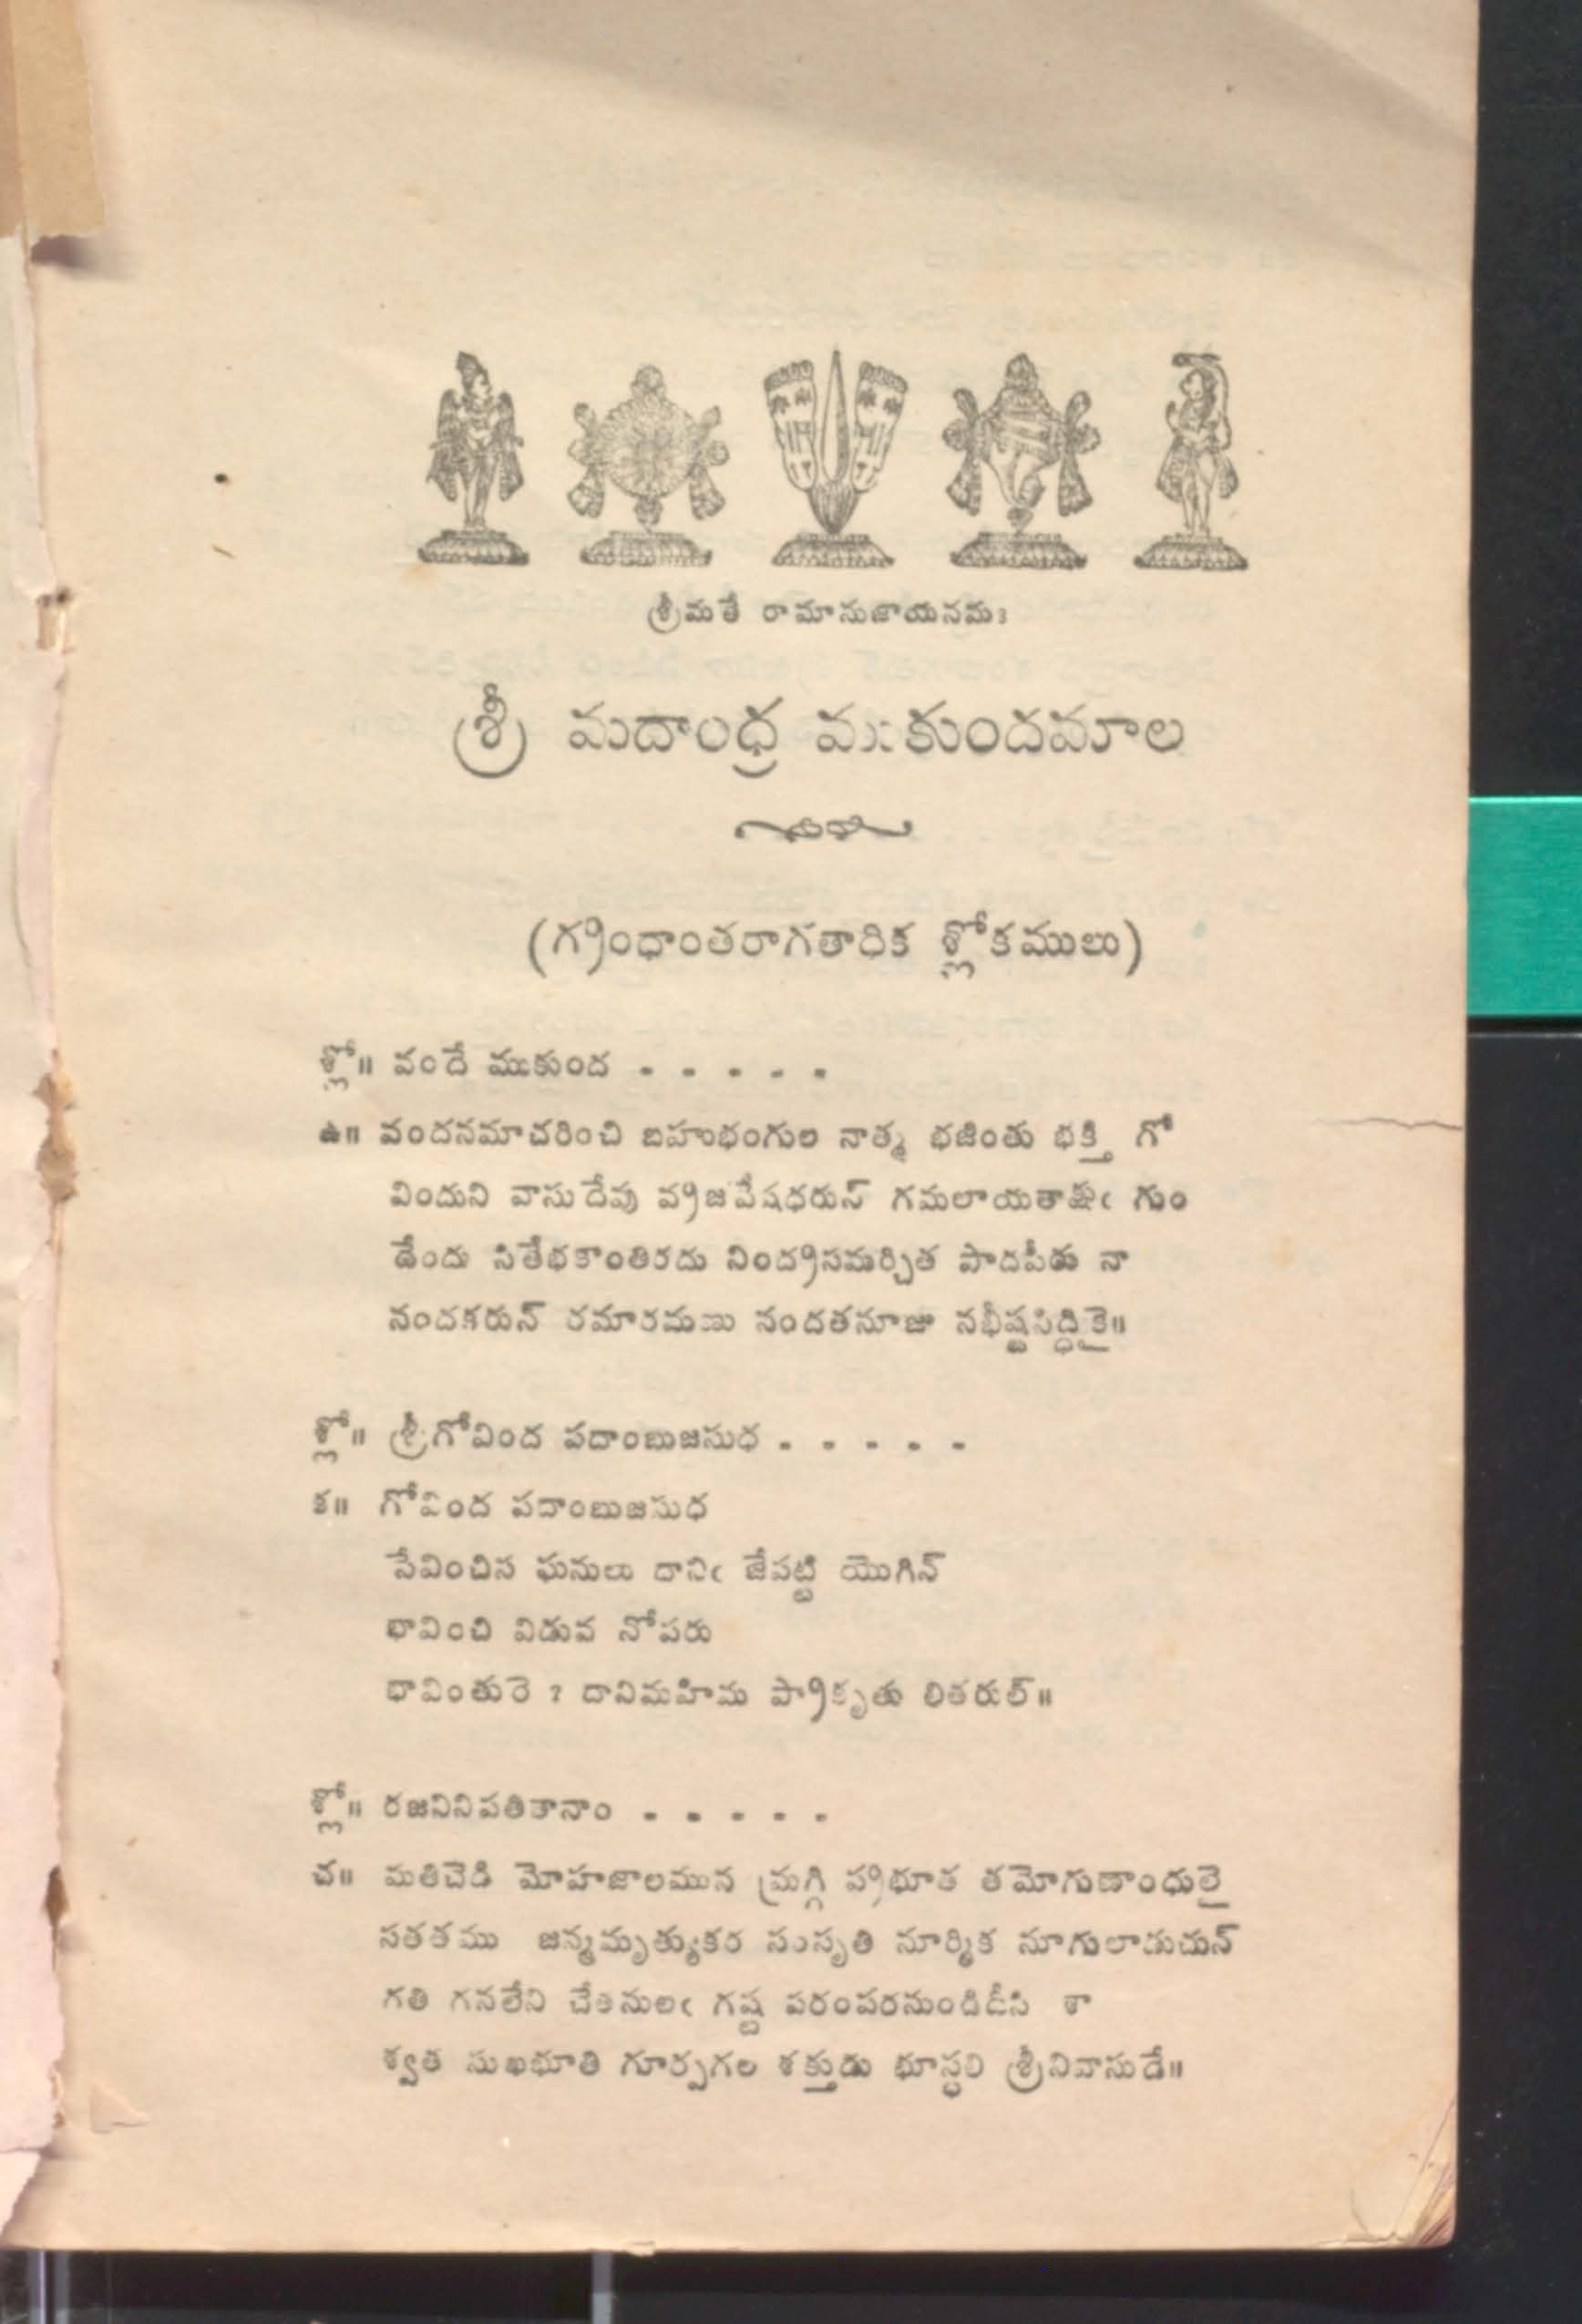 శ్రీమతే రామానుజాయనమః
శ్రీ మదాంధ్ర ముకుందమాల
(గ్రంధాంతరాగతాధిక శ్లోకములు)
శ్లో॥ వందే ముకుంద - - - - -
ఉ॥ వందనమాచరించి బహుభంగుల నాత్మ భజింతు భక్తి గో
విందుని వాసుదేవు వ్రజవేషధరున్ గమలాయతాక్షుఁ గుం
దేందు సితేభకాంతిరదు నింద్రసమర్చిత పాదపీఠు నా
నందకరున్ రమారమణు నందతనూజు నభీష్టసిద్ధికై॥
శ్లో॥ శ్రీగోవింద పదాంబుజసుధ - - - - -
క॥ గోవింద పదాంబుజసుధ
సేవించిన ఘనులు దానిఁ జేపట్టి యొగిన్
భావించి విడువ నోపరు
భావింతురె ? దానిమహిమ ప్రాకృతు లితరుల్॥
శ్లో॥ రజనినిపతితానాం - - - - -
చ॥ మతిచెడి మోహజాలమున మ్రగ్గి ప్రభూత తమోగుణాంధులై
సతతము జన్మమృత్యుకర సంసృతి నూర్మిక నూగులాడుచున్
గతి గనలేని చేతనులఁ గష్ట పరంపరనుండిడీసి శా
శ్వత సుఖభూతి గూర్పగల శక్తుడు భూస్థలి శ్రీనివాసుడే॥